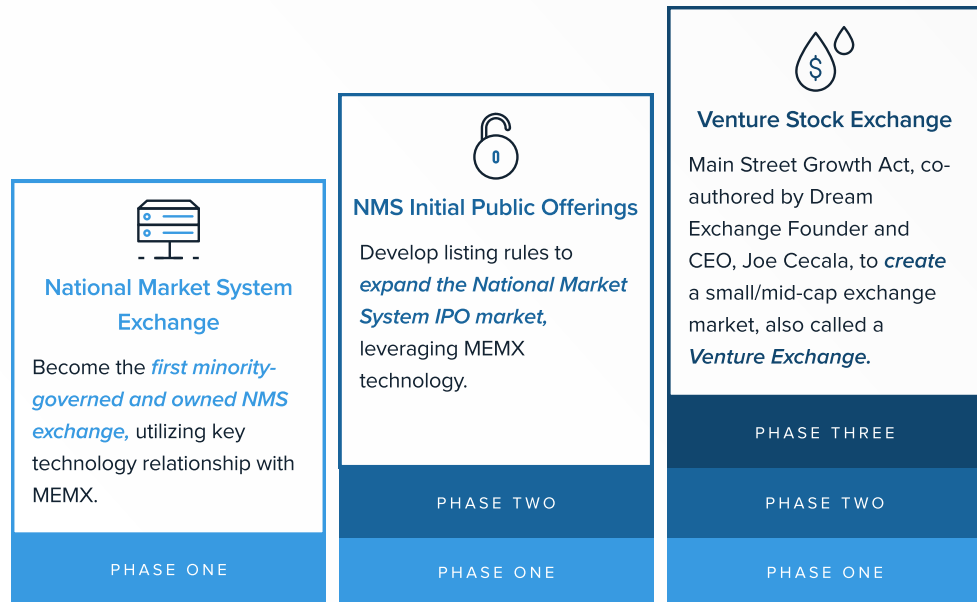 National Market System
Exchange
Become the first minority-
governed and owned NMS
exchange, utilizing key
technology relationship with
MEMX.
PHASE ONE
NMS Initial Public Offerings
Develop listing rules to
expand the National Market
System IPO market,
leveraging MEMX
technology.
PHASE TWO
PHASE ONE
$
Venture Stock Exchange
Main Street Growth Act, co-
authored by Dream
Exchange Founder and
CEO, Joe Cecala, to create
a small/mid-cap exchange
market, also called a
Venture Exchange.
PHASE THREE
PHASE TWO
PHASE ONE